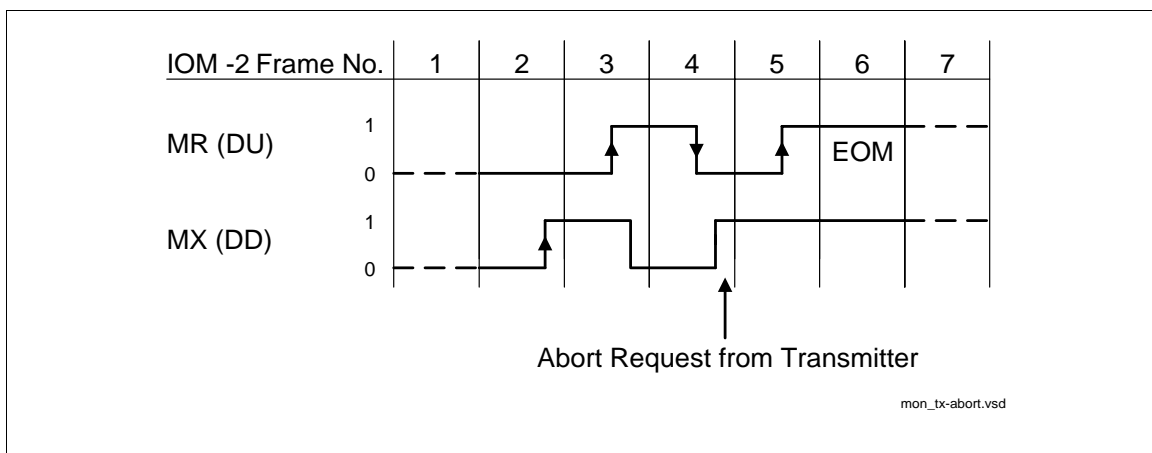 IOM -2 Frame No. 1 2 3 4 5 6 7
MR (DU) 1
0
EOM
MX (DD) 1
0
Abort Request from Transmitter
mon_tx-abort.vsd